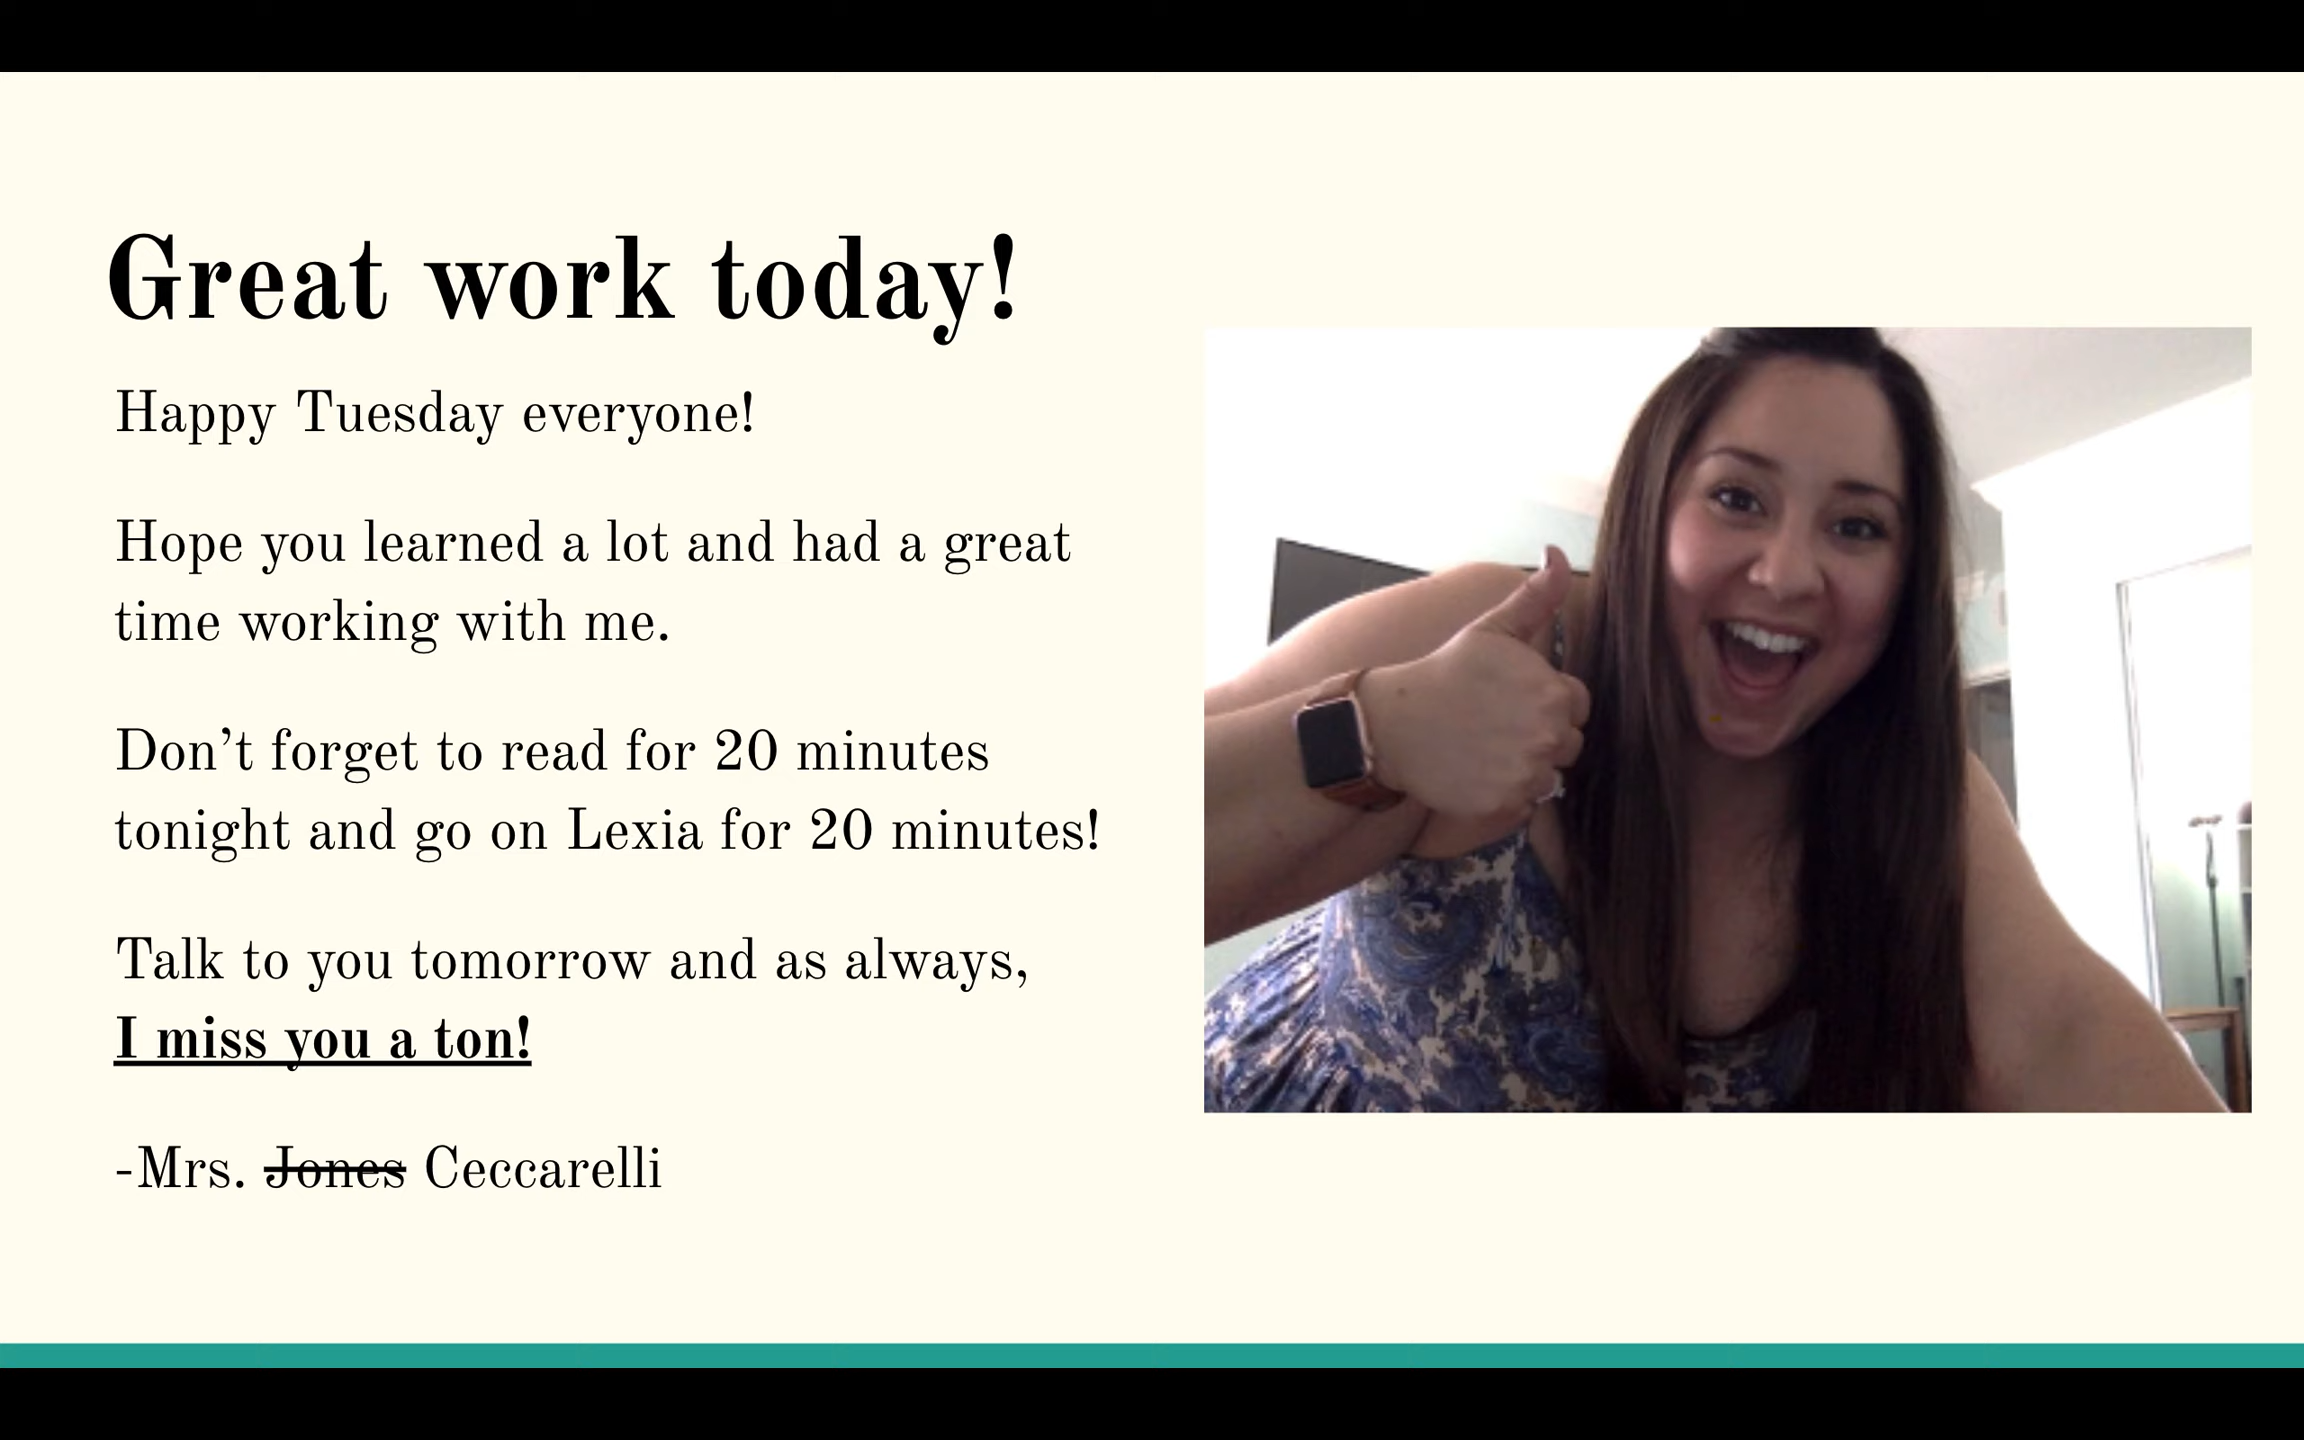 Great work today!
Happy Tuesday everyone!
Hope you learned a lot and had a great
time working with me.
Don’t forget to read for 20 minutes
tonight and go on Lexia for 20 minutes!
Talk to you tomorrow and as always,
I miss you a ton!
-Mrs. Jones Ceccarelli